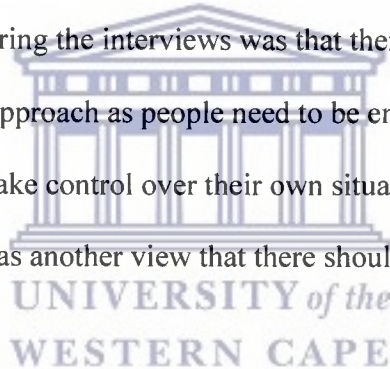 ring the interviews was that the
pproach as people need to be en
ake control over their own situa
as another view that there shoul
UNIVERSITY of the
WESTERN CAPE